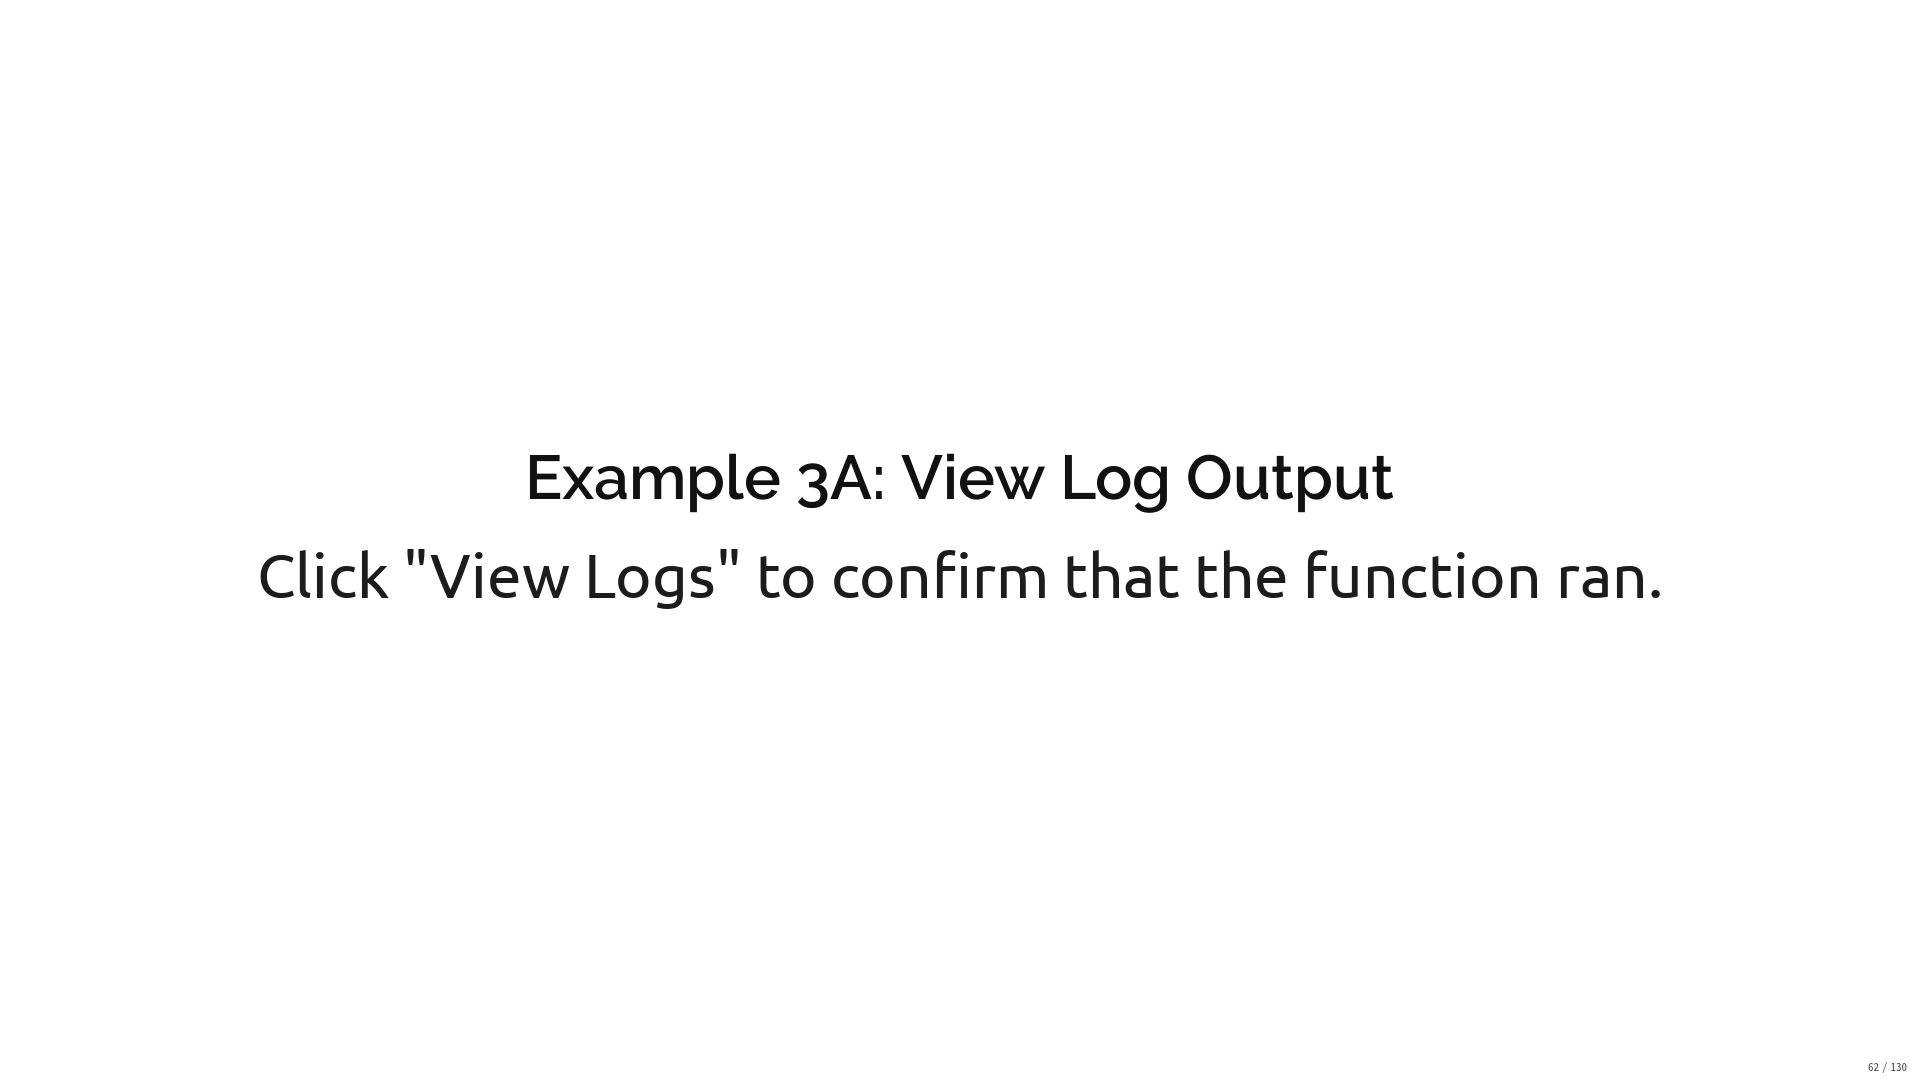 Example 3A: View Log Output
Click "View Logs" to confirm that the function ran.
62 / 130